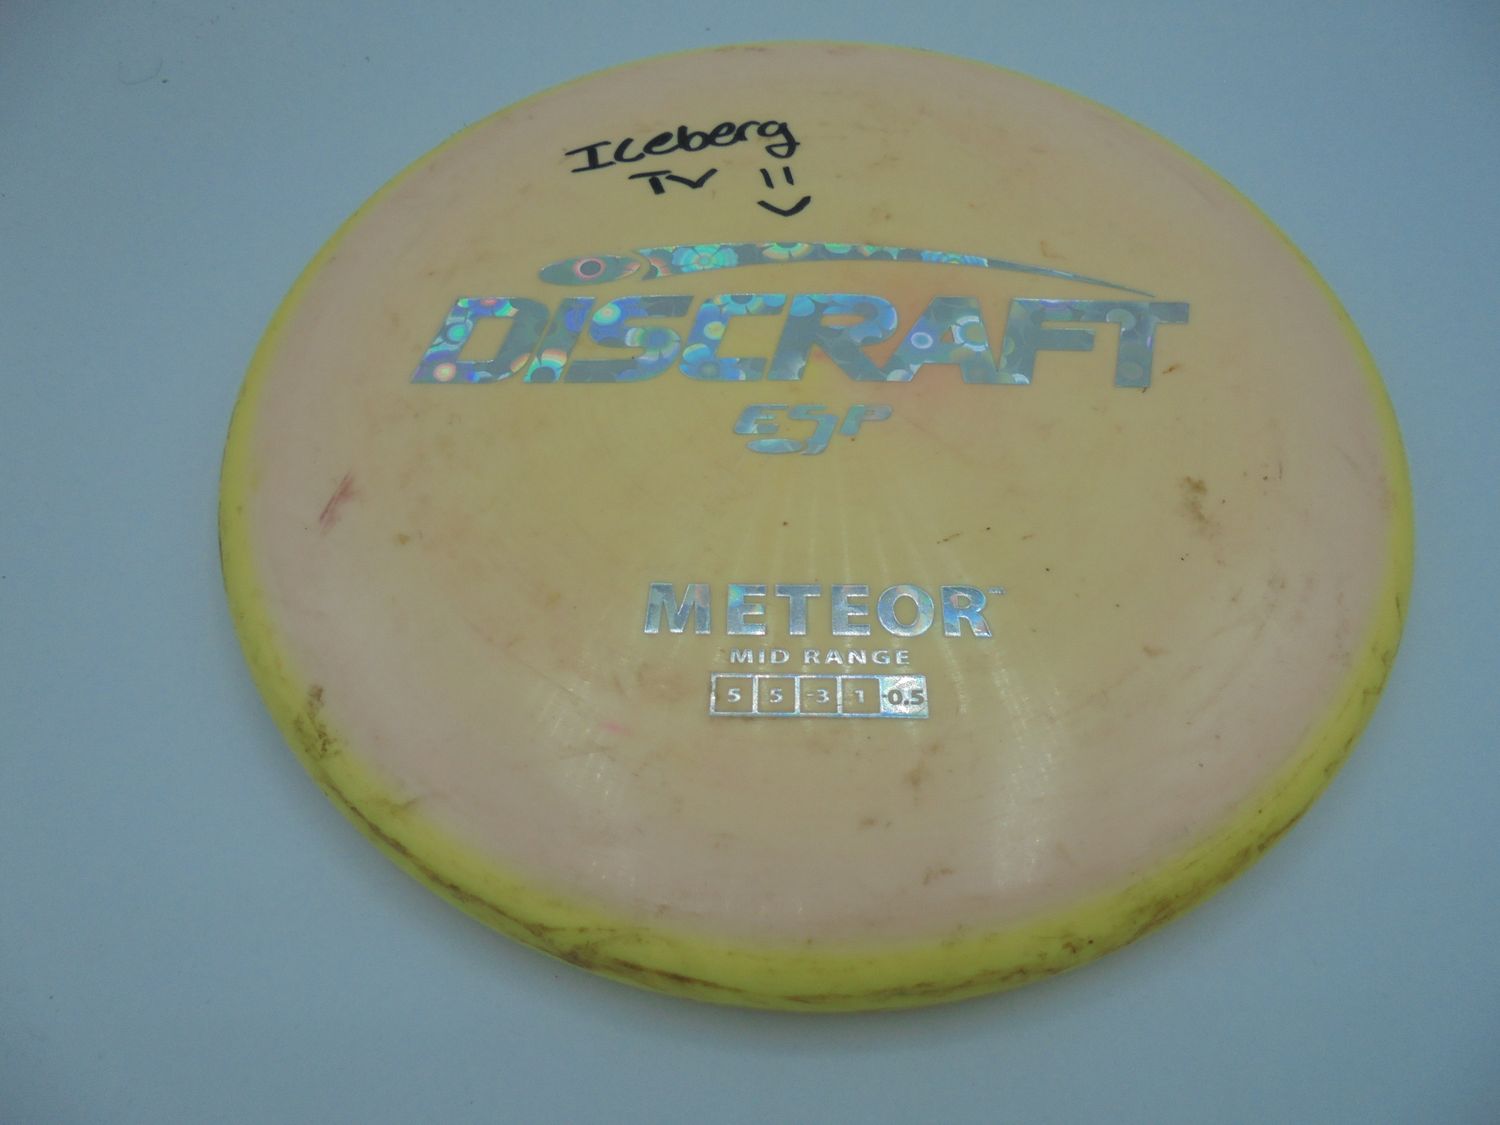 Iceberg
TV
DISCRAFT
ESP
METEOR™
MID RANGE
5 5 -3 1 -0.5